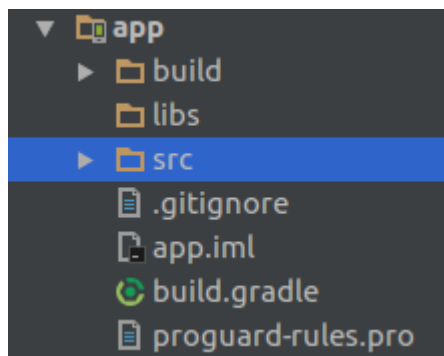 app
build
libs
src
.gitignore
app.iml
build.gradle
proguard-rules.pro